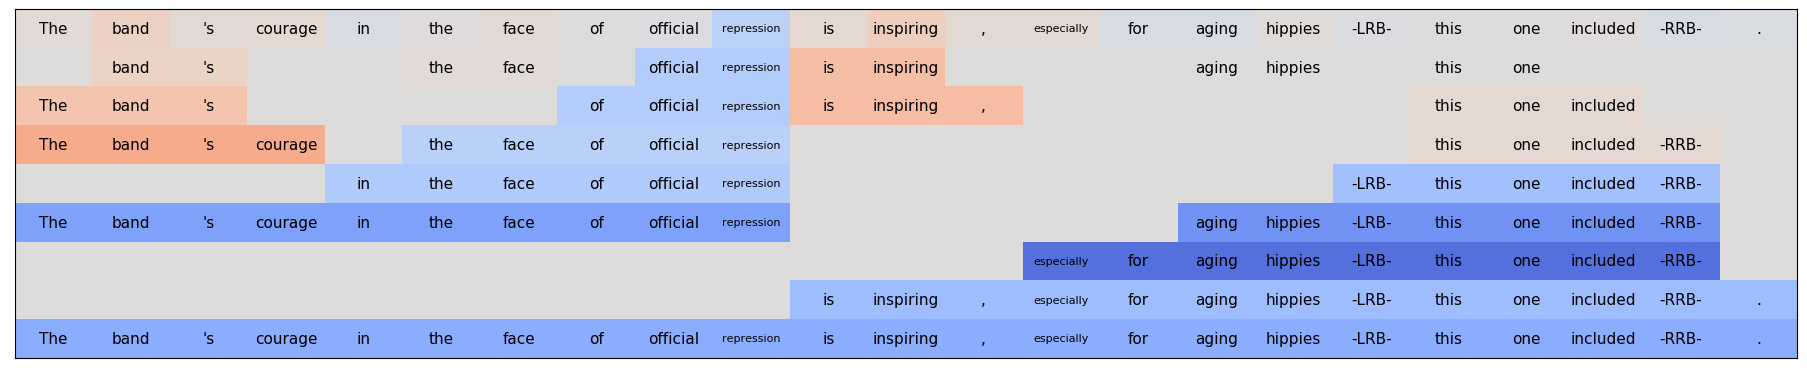 The band 's courage in the face of official repression is inspiring , especially for aging hippies -LRB- this one included -RRB- .
band 's the face official repression is inspiring aging hippies this one
The band 's of official repression is inspiring , this one included
The band 's courage the face of official repression this one included -RRB-
in the face of official repression -LRB- this one included -RRB-
The band 's courage in the face of official repression aging hippies -LRB- this one included -RRB-
especially for aging hippies -LRB- this one included -RRB-
is inspiring , especially for aging hippies -LRB- this one included -RRB- .
The band 's courage in the face of official repression is inspiring , especially for aging hippies -LRB- this one included -RRB- .